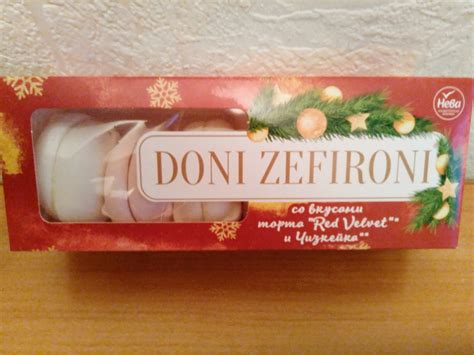 Нева
DONI ZEFIRONI
со вкусами
торта "Red Velvet"*
и Чизкейка**